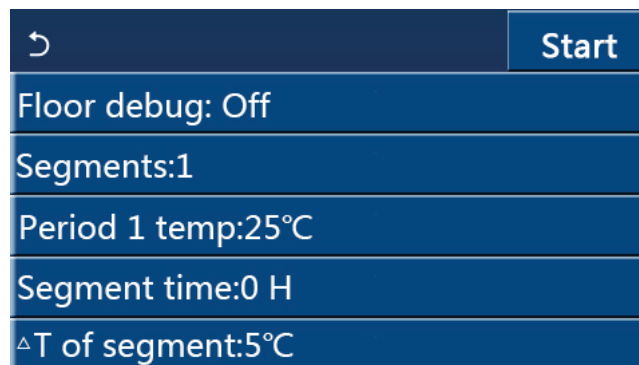 Start
Floor debug: Off
Segments:1
Period 1 temp:25℃
Segment time:0 H
△T of segment:5℃